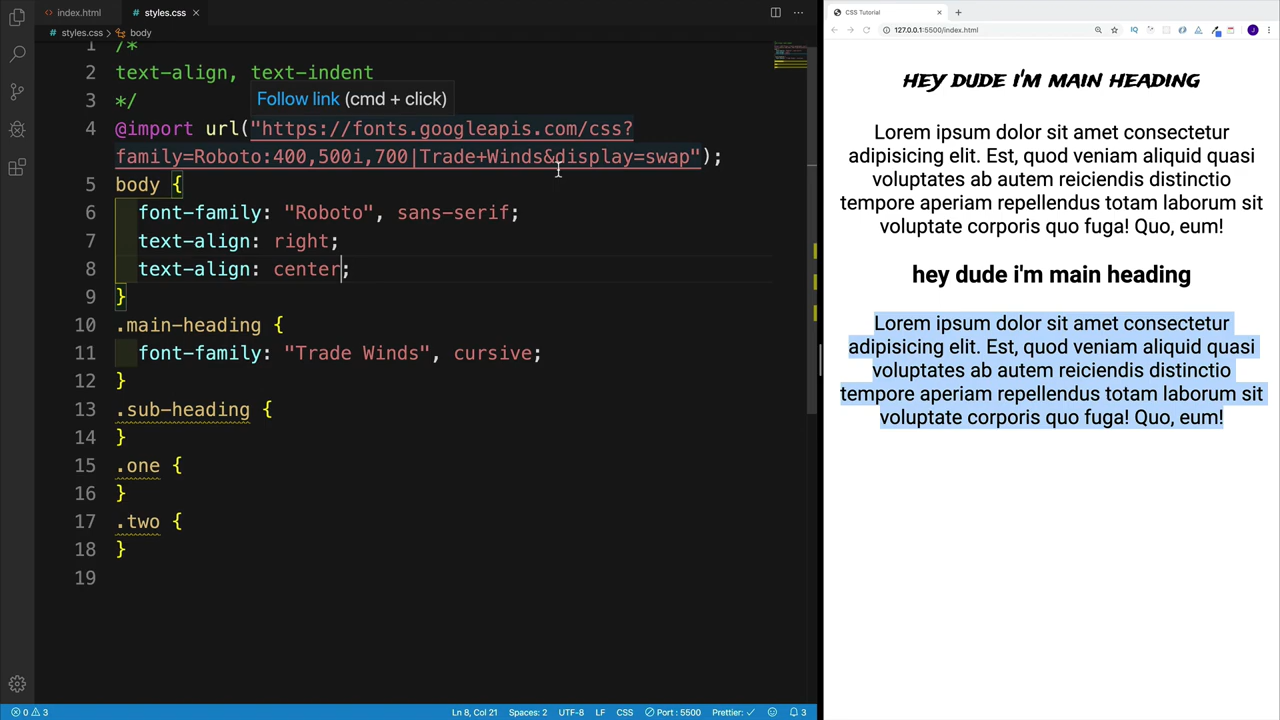 index.html
styles.css
styles.css > body
1 /*
2 text-align, text-indent
Follow link (cmd + click)
3 */
4 @import url("https://fonts.googleapis.com/css?
family=Roboto:400,500i,700|Trade+Winds&display=swap");
5 body {
6 font-family: "Roboto", sans-serif;
7 text-align: right;
8 text-align: center;
9 }
10 .main-heading {
11 font-family: "Trade Winds", cursive;
12 }
13 .sub-heading {
14 }
15 .one {
16 }
17 .two {
18 }
19
0 3
Ln 8, Col 21 Spaces: 2 UTF-8 LF CSS Port : 5500 Prettier: ✓ 3
CSS Tutorial
127.0.0.1:5500/index.html
HEY DUDE I'M MAIN HEADING
Lorem ipsum dolor sit amet consectetur
adipisicing elit. Est, quod veniam aliquid quasi
voluptates ab autem reiciendis distinctio
tempore aperiam repellendus totam laborum sit
voluptate corporis quo fuga! Quo, eum!
hey dude i'm main heading
Lorem ipsum dolor sit amet consectetur
adipisicing elit. Est, quod veniam aliquid quasi
voluptates ab autem reiciendis distinctio
tempore aperiam repellendus totam laborum sit
voluptate corporis quo fuga! Quo, eum!